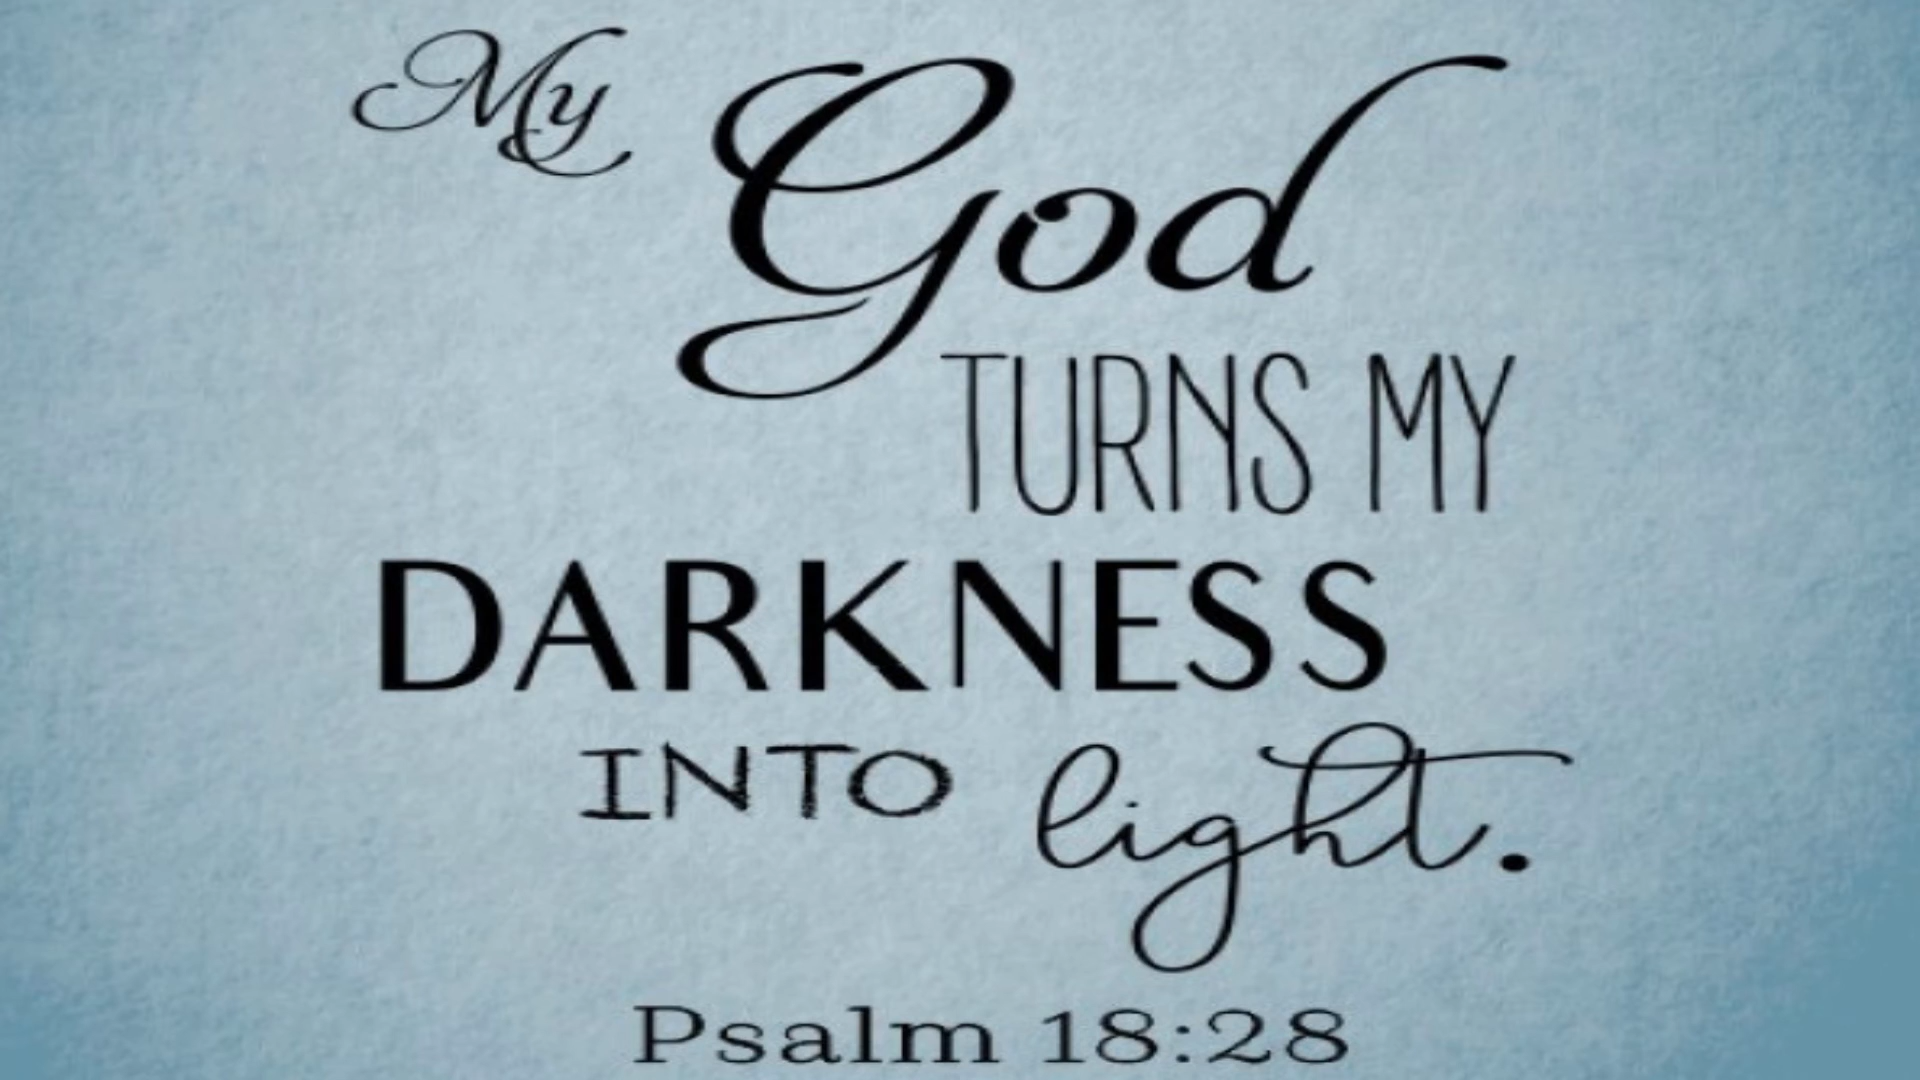 My God
TURNS MY
DARKNESS
INTO light.
Psalm 18:28